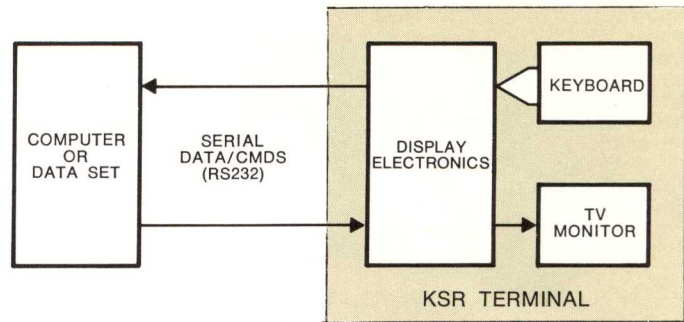 COMPUTER
OR
DATA SET
SERIAL
DATA/CMDS
(RS232)
DISPLAY
ELECTRONICS
KEYBOARD
TV
MONITOR
KSR TERMINAL